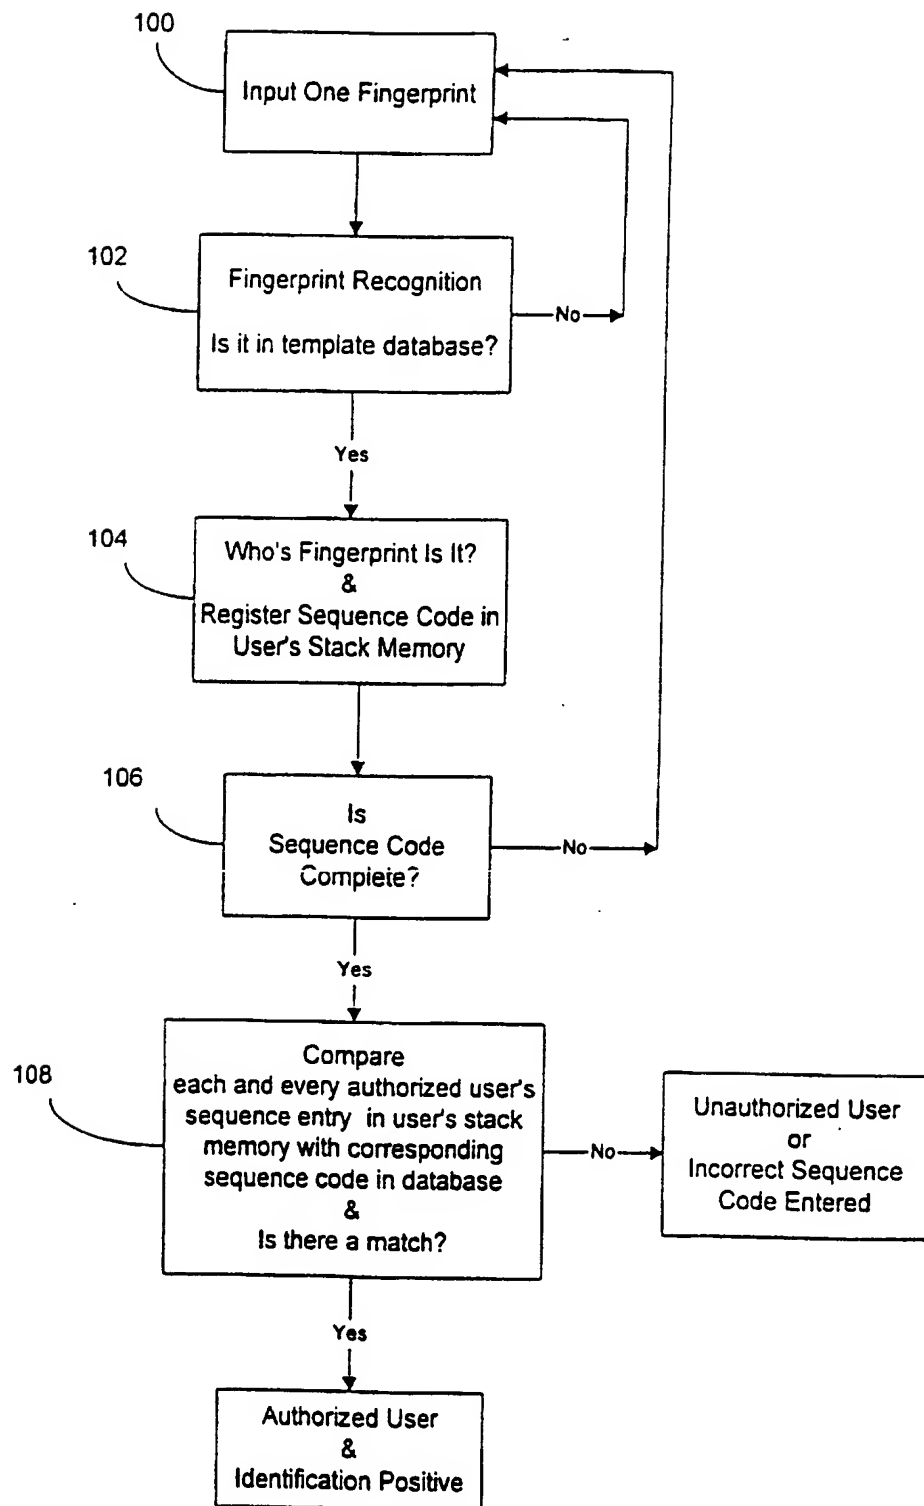 100
Input One Fingerprint
102
Fingerprint Recognition
Is it in template database?
No
Yes
104
Who's Fingerprint Is It?
&
Register Sequence Code in
User's Stack Memory
106
Is
Sequence Code
Complete?
No
Yes
108
Compare
each and every authorized user's
sequence entry in user's stack
memory with corresponding
sequence code in database
&
Is there a match?
No
Unauthorized User
or
Incorrect Sequence
Code Entered
Yes
Authorized User
&
Identification Positive